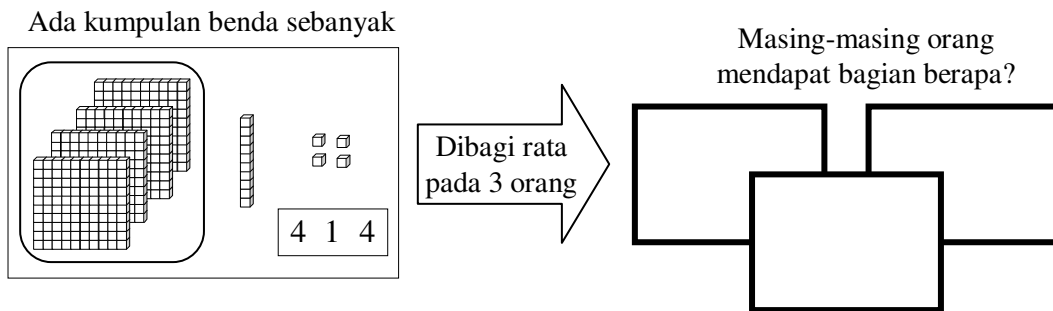 Ada kumpulan benda sebanyak
4 1 4
Dibagi rata
pada 3 orang
Masing-masing orang
mendapat bagian berapa?